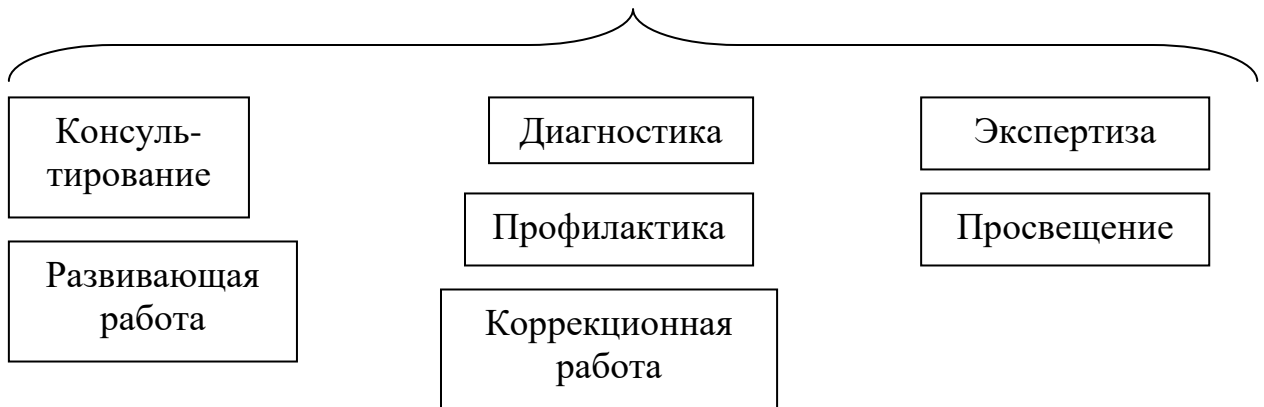 Консуль-
тирование
Диагностика
Экспертиза
Профилактика
Просвещение
Развивающая
работа
Коррекционная
работа